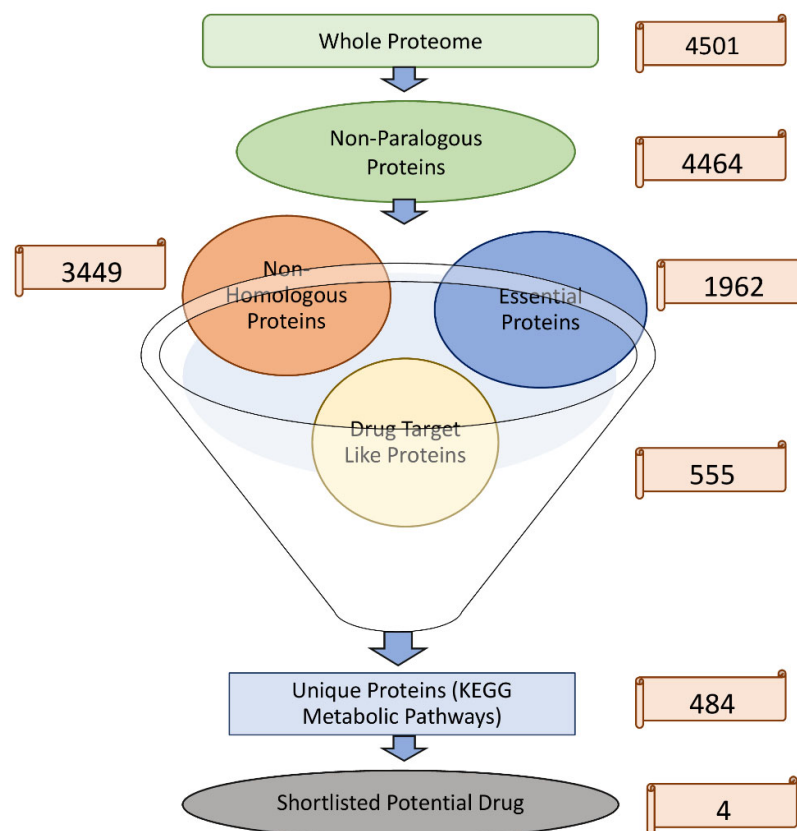 Whole Proteome
4501
Non-Paralogous
Proteins
4464
3449
Non-
Homologous
Proteins
Essential
Proteins
1962
Drug Target
Like Proteins
555
Unique Proteins (KEGG
Metabolic Pathways)
484
Shortlisted Potential Drug
4